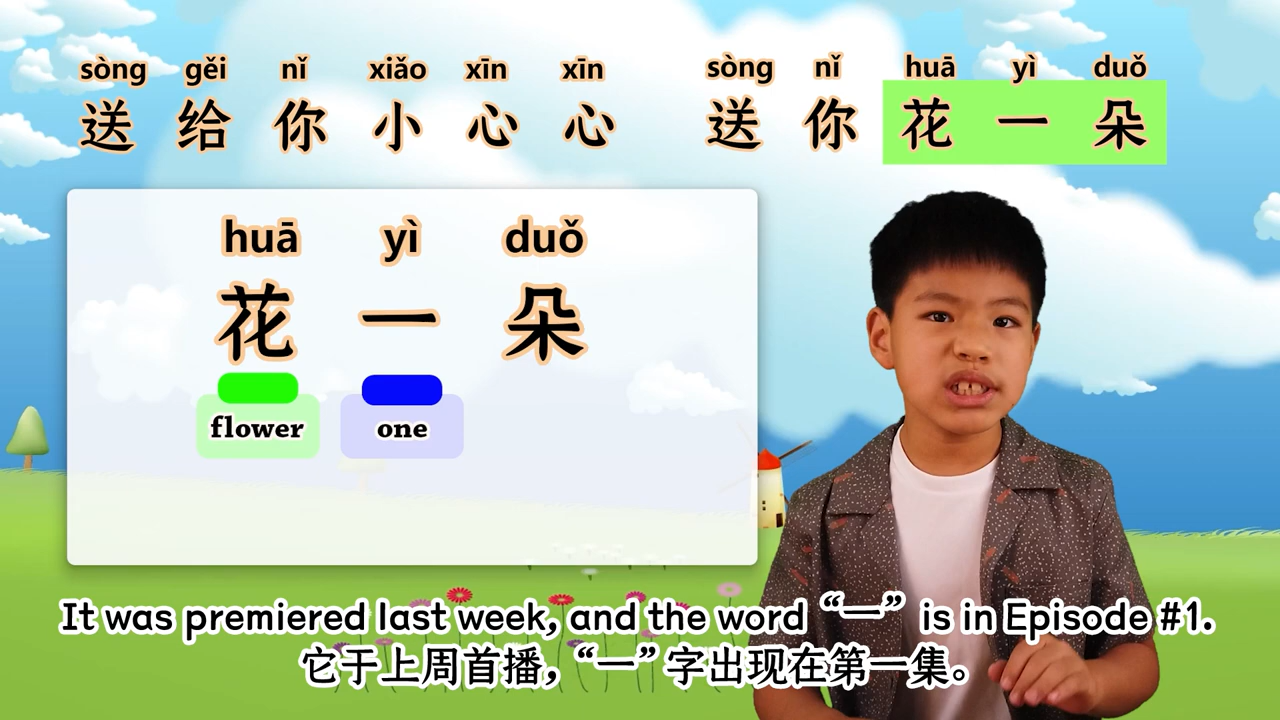 sòng gěi nǐ xiǎo xīn xīn sòng nǐ huā yì duǒ
送给你小心心 送你花一朵
huā yì duǒ
花一朵
flower one
It was premiered last week, and the word “一” is in Episode #1.
它于上周首播，“一”字出现在第一集。